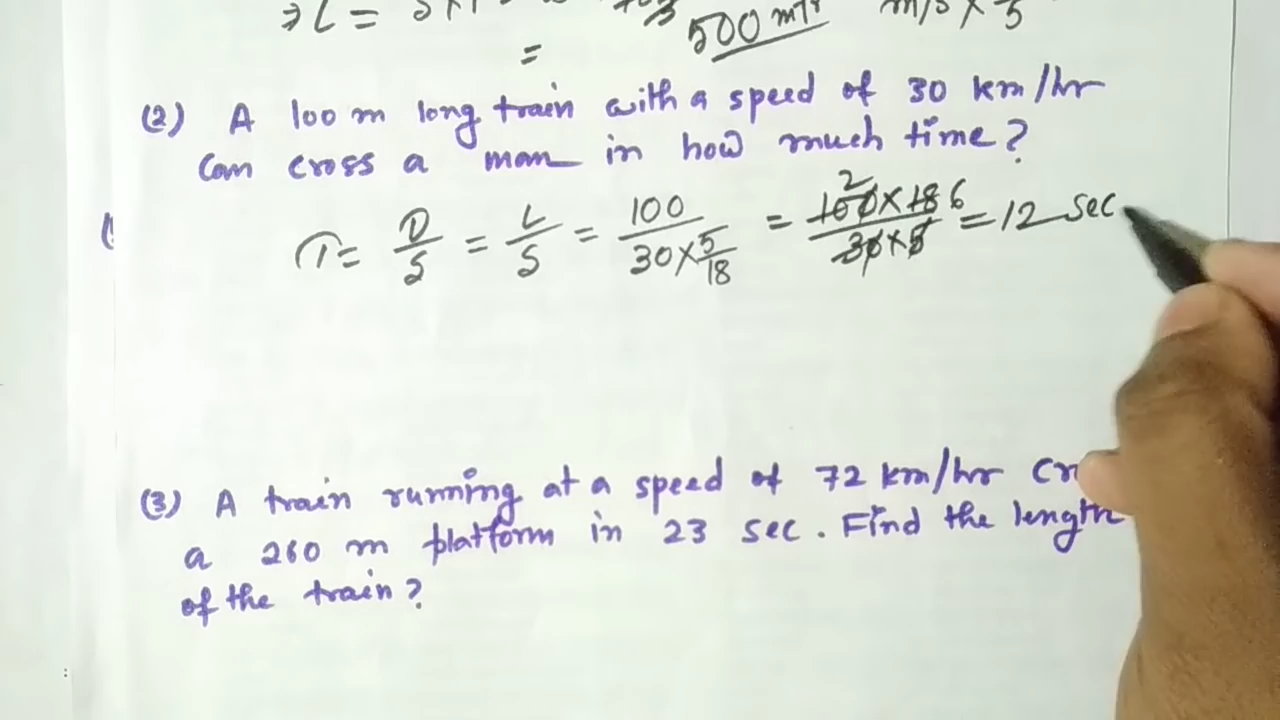 ⇒ L =
=
500 mtr
m/s ×
(2) A 100 m long train with a speed of 30 km/hr
Can cross a man in how much time?
T = D/S = L/S = 100/(30×5/18) = (100×18)/(30×5) 2 6 = 12 sec
(3) A train running at a speed of 72 km/hr
a 260 m platform in 23 sec. Find the length
of the train?